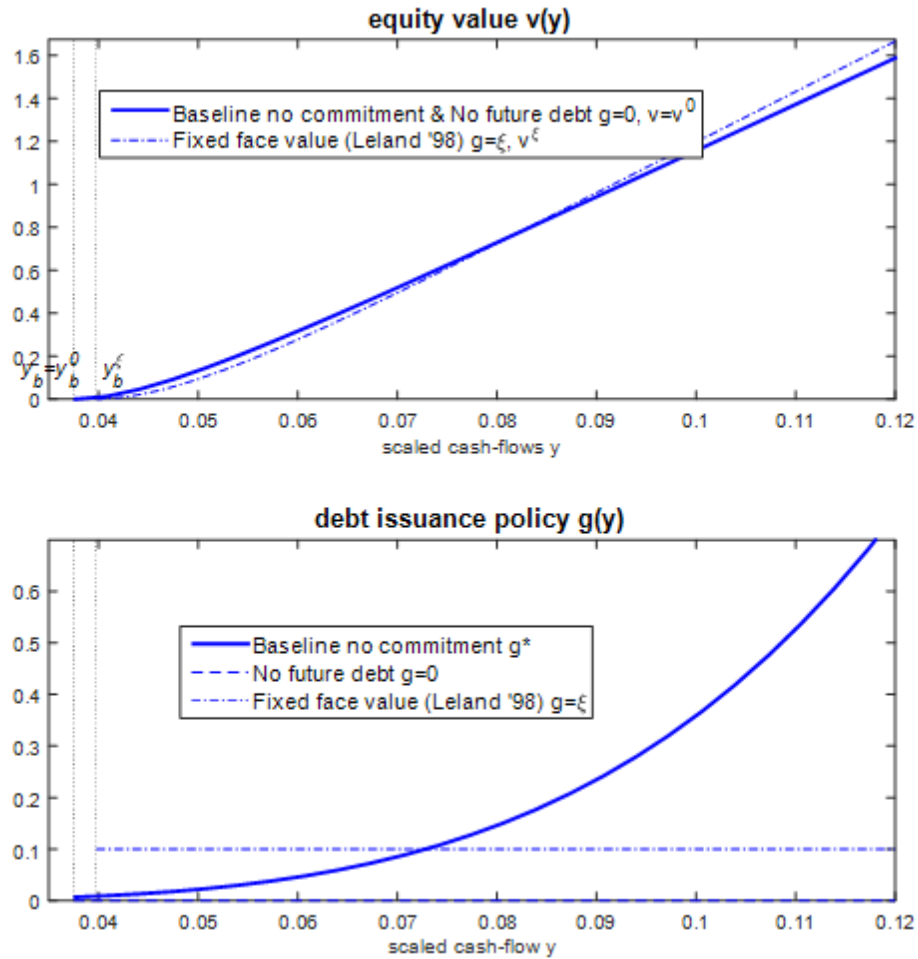 equity value v(y)
1.6
1.4
1.2
1
0.8
0.6
0.4
0.2
0
Baseline no commitment & No future debt g=0, v=v⁰
Fixed face value (Leland '98) g=ξ, v^ξ
y_b=y_b^0
y_b^ξ
0.04 0.05 0.06 0.07 0.08 0.09 0.1 0.11 0.12
scaled cash-flows y
debt issuance policy g(y)
0.6
0.5
0.4
0.3
0.2
0.1
0
Baseline no commitment g*
No future debt g=0
Fixed face value (Leland '98) g=ξ
0.04 0.05 0.06 0.07 0.08 0.09 0.1 0.11 0.12
scaled cash-flow y